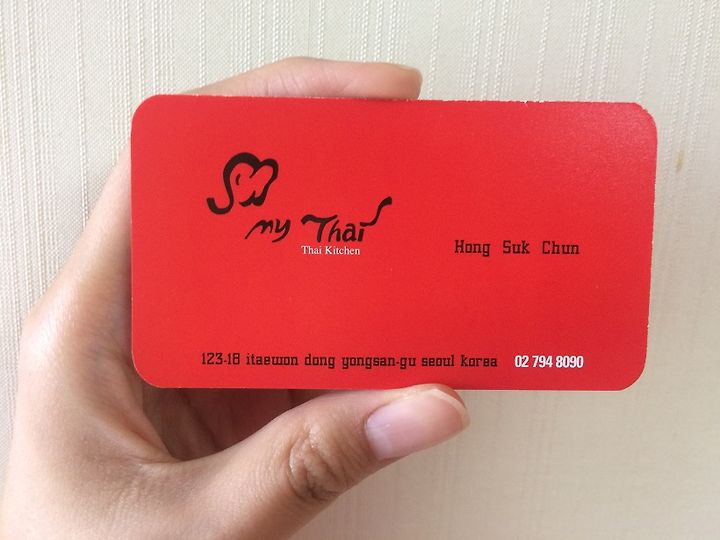 my Thai
Thai Kitchen
Hong Suk Chun
123-18 itaewon dong yongsan-gu seoul korea 02 794 8090